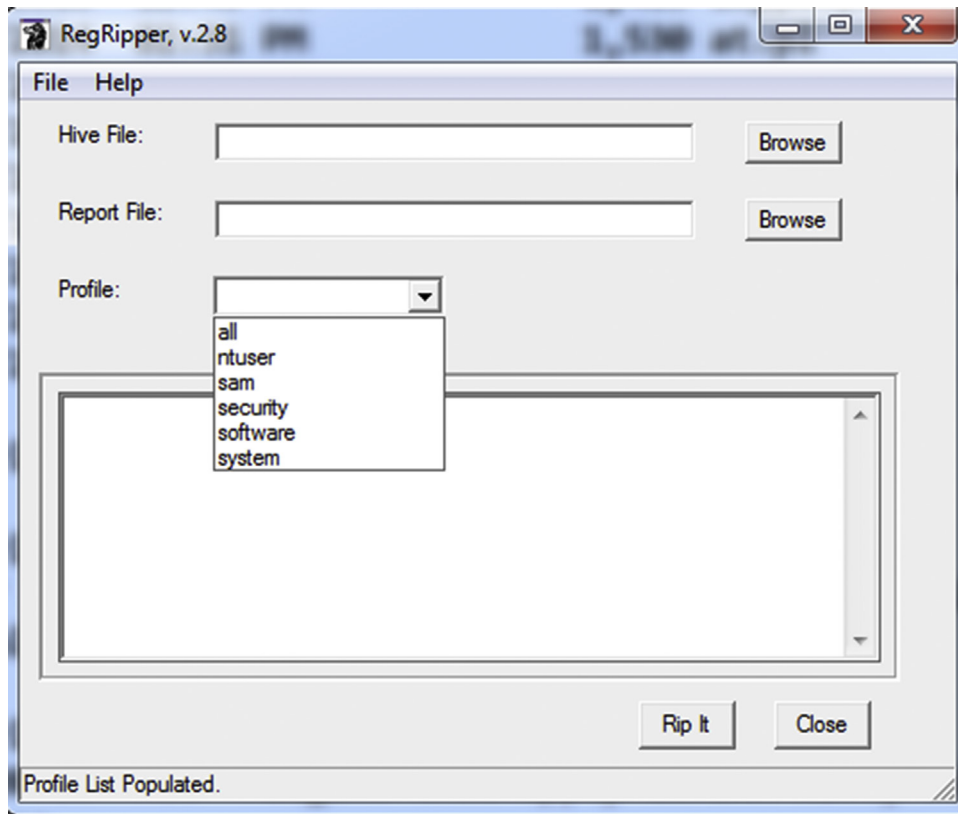 RegRipper, v.2.8
File Help
Hive File: Browse
Report File: Browse
Profile:
all
ntuser
sam
security
software
system
Rip It Close
Profile List Populated.